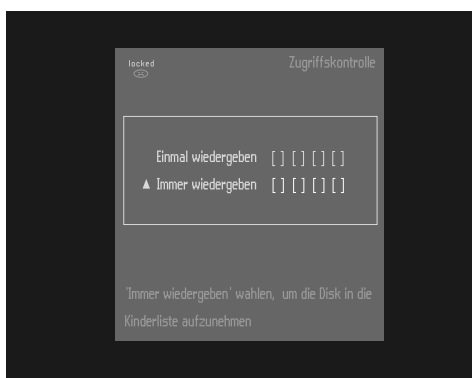 locked
Zugriffskontrolle
Einmal wiedergeben [ ] [ ] [ ] [ ]
▲ Immer wiedergeben [ ] [ ] [ ] [ ]
'Immer wiedergeben' wahlen, um die Disk in die
Kinderliste aufzunehmen